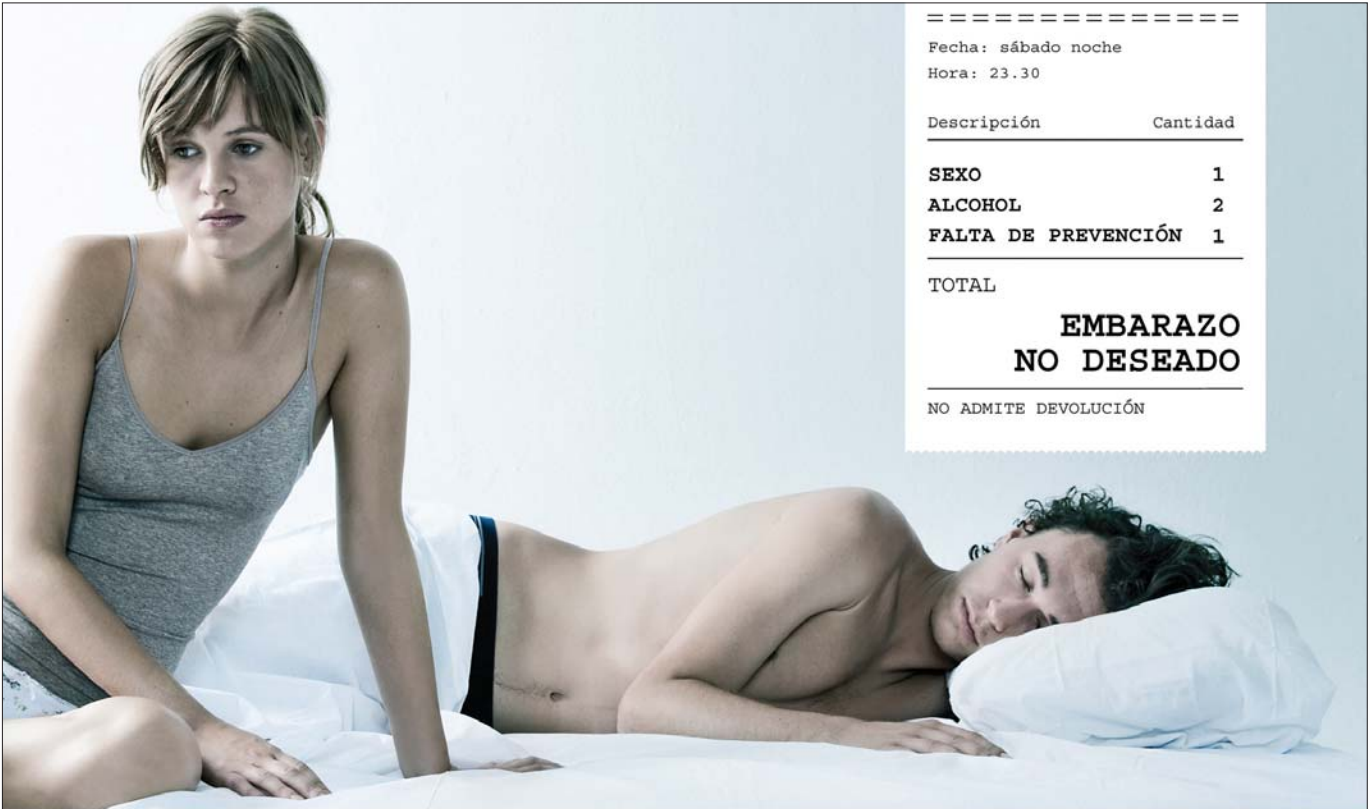 ==============
Fecha: sábado noche
Hora: 23.30
Descripción Cantidad
SEXO 1
ALCOHOL 2
FALTA DE PREVENCIÓN 1
TOTAL
EMBARAZO
NO DESEADO
NO ADMITE DEVOLUCIÓN